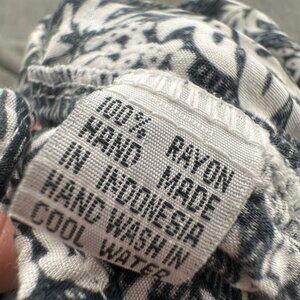 100% RAYON
HAND MADE
IN INDONESIA
HAND WASH IN
COOL WATER